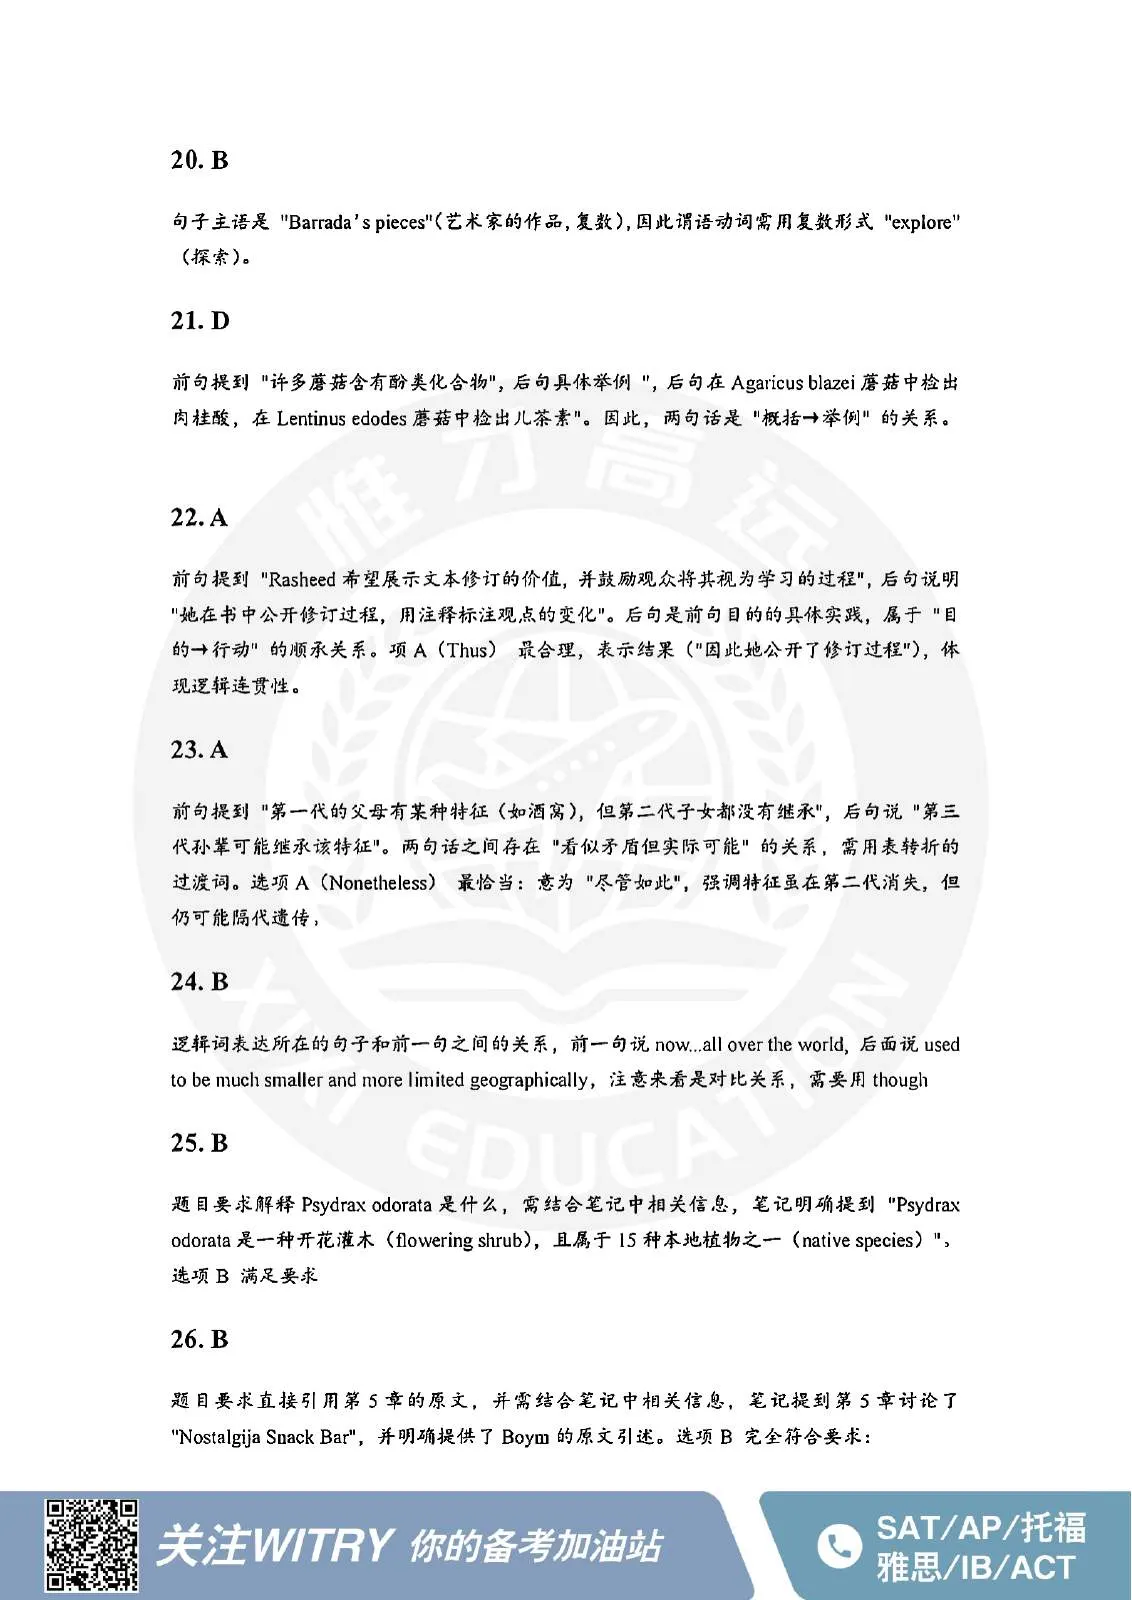 20. B
句子主语是 "Barrada's pieces"(艺术家的作品,复数),因此谓语动词需用复数形式 "explore"
（探索)。
21. D
前句提到 "许多蘑菇含有酚类化合物", 后句具体举例 ", 后句在 Agaricus blazei 蘑菇中检出
肉桂酸，在 Lentinus edodes 蘑菇中检出儿茶素"。因此，两句话是 "概括→举例" 的关系。
22. A
前句提到 "Rasheed 希望展示文本修订的价值, 并鼓励观众将其视为学习的过程", 后句说明
"她在书中公开修订过程，用注释标注观点的变化"。后句是前句目的的具体实践，属于 "目
的→行动" 的顺承关系。项 A（Thus） 最合理，表示结果 ("因此她公开了修订过程")，体
现逻辑连贯性。
23. A
前句提到 "第一代的父母有某种特征（如酒窝)，但第二代子女都没有继承"，后句说 "第三
代孙辈可能继承该特征"。两句话之间存在 "看似矛盾但实际可能" 的关系，需用表转折的
过渡词。选项 A（Nonetheless） 最恰当：意为 "尽管如此"，强调特征虽在第二代消失，但
仍可能隔代遗传，
24. B
逻辑词表达所在的句子和前一句之间的关系，前一句说 now...all over the world, 后面说 used
to be much smaller and more limited geographically，注意来看是对比关系，需要用 though
25. B
题目要求解释 Psydrax odorata 是什么，需结合笔记中相关信息，笔记明确提到 "Psydrax
odorata 是一种开花灌木（flowering shrub)，且属于 15 种本地植物之一（native species）"、
选项 B 满足要求
26. B
题目要求直接引用第 5 章的原文，并需结合笔记中相关信息，笔记提到第 5 章讨论了
"Nostalgija Snack Bar"，并明确提供了 Boym 的原文引述。选项 B 完全符合要求：
惟才高远
XIXI EDUCATION
关注WITRY 你的备考加油站
SAT/AP/托福
雅思/IB/ACT